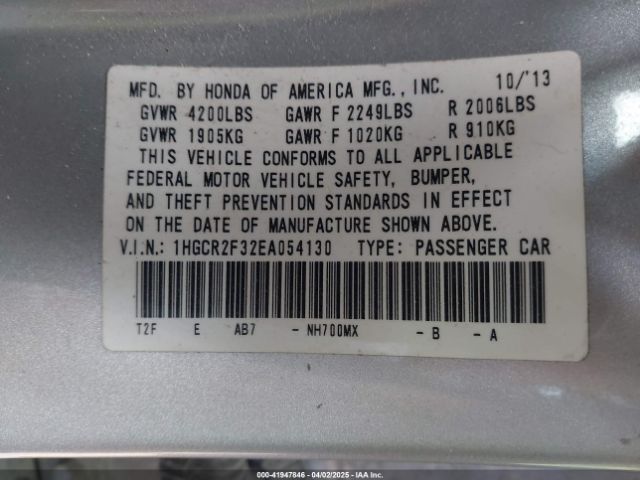 MFD. BY HONDA OF AMERICA MFG., INC. 10/'13
GVWR 4200LBS GAWR F 2249LBS R 2006LBS
GVWR 1905KG GAWR F 1020KG R 910KG
THIS VEHICLE CONFORMS TO ALL APPLICABLE
FEDERAL MOTOR VEHICLE SAFETY, BUMPER,
AND THEFT PREVENTION STANDARDS IN EFFECT
ON THE DATE OF MANUFACTURE SHOWN ABOVE.
V.I.N.: 1HGCR2F32EA054130 TYPE: PASSENGER CAR
T2F E AB7 - NH700MX - B - A
000-41947846 - 04/02/2025 - IAA Inc.